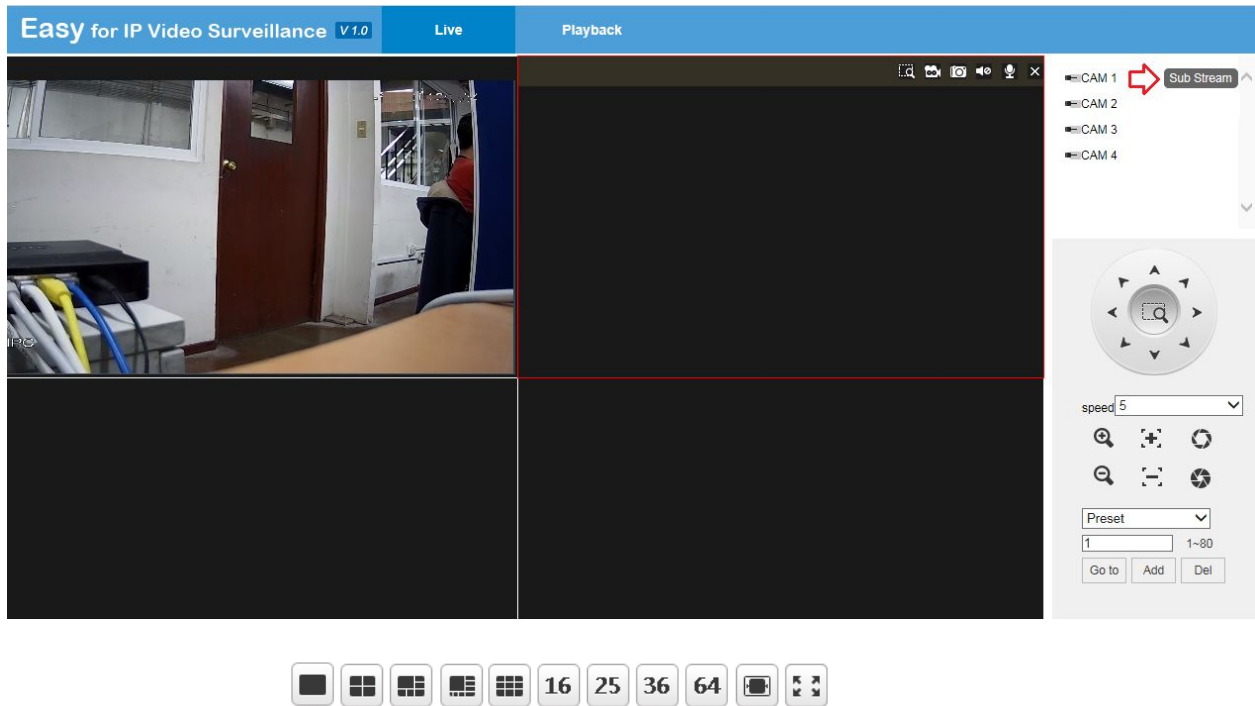 Easy for IP Video Surveillance V 1.0 Live Playback
CAM 1 Sub Stream
CAM 2
CAM 3
CAM 4
IPC
speed 5
Preset
1 1~80
Go to Add Del
16 25 36 64